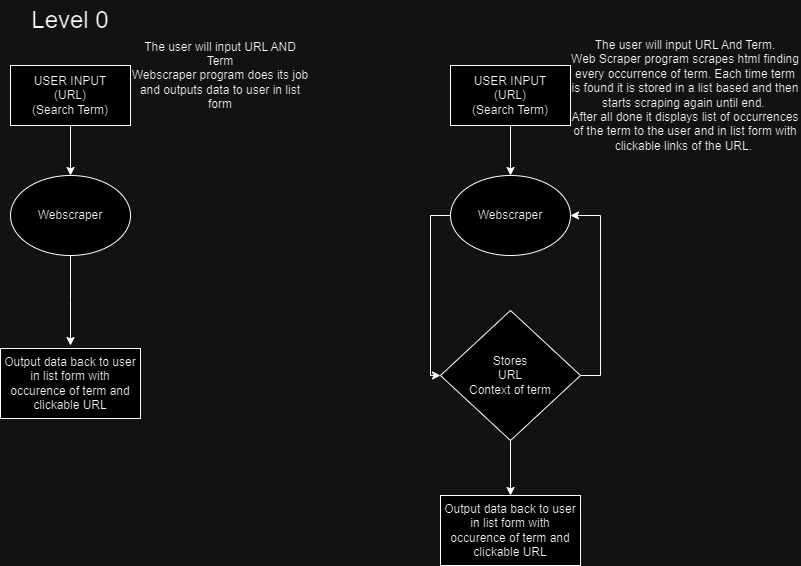 Level 0
The user will input URL AND
Term
Webscraper program does its job
and outputs data to user in list
form
USER INPUT
(URL)
(Search Term)
Webscraper
Output data back to user
in list form with
occurence of term and
clickable URL
The user will input URL And Term.
Web Scraper program scrapes html finding
every occurrence of term. Each time term
is found it is stored in a list based and then
starts scraping again until end.
After all done it displays list of occurrences
of the term to the user and in list form with
clickable links of the URL.
USER INPUT
(URL)
(Search Term)
Webscraper
Stores
URL
Context of term
Output data back to user
in list form with
occurence of term and
clickable URL